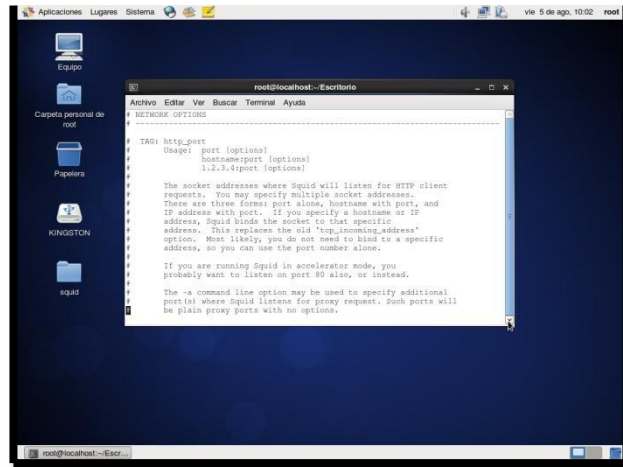 Aplicaciones Lugares Sistema
vie 5 de ago, 10:02 root
Equipo
Carpeta personal de
root
Papelera
KINGSTON
squid
root@localhost:~/Escritorio
Archivo Editar Ver Buscar Terminal Ayuda
# NETWORK OPTIONS
# -----------------------------------------------------------------------------
#
# TAG: http_port
# Usage: port [options]
# hostname:port [options]
# 1.2.3.4:port [options]
#
# The socket addresses where Squid will listen for HTTP client
# requests. You may specify multiple socket addresses.
# There are three forms: port alone, hostname with port, and
# IP address with port. If you specify a hostname or IP
# address, Squid binds the socket to that specific
# address. This replaces the old 'tcp_incoming_address'
# option. Most likely, you do not need to bind to a specific
# address, so you can use the port number alone.
#
# If you are running Squid in accelerator mode, you
# probably want to listen on port 80 also, or instead.
#
# The -a command line option may be used to specify additional
# port(s) where Squid listens for proxy request. Such ports will
# be plain proxy ports with no options.
root@localhost:~/Escr...